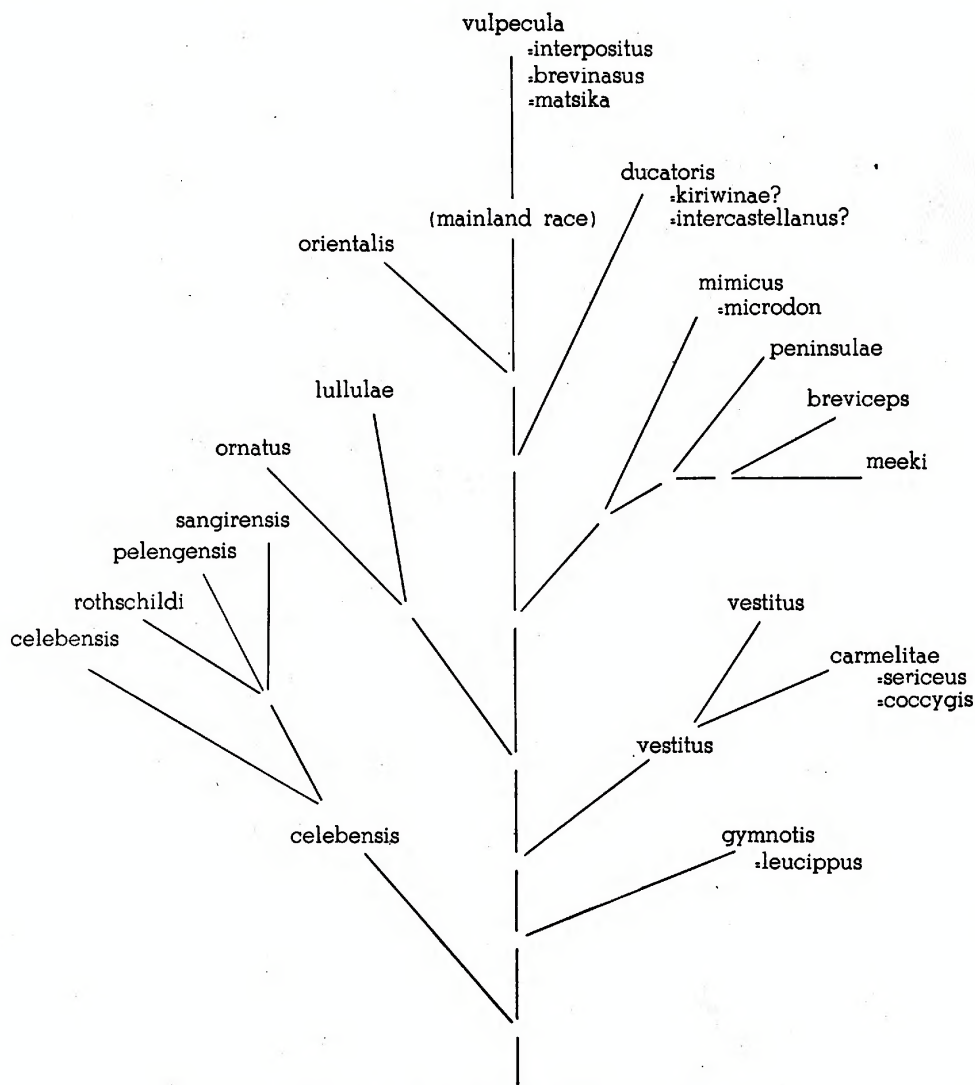 vulpecula
=interpositus
=brevinasus
=matsika
ducatoris
=kiriwinae?
=intercastellanus?
(mainland race)
orientalis
mimicus
=microdon
peninsulae
lullulae
breviceps
ornatus
meeki
sangirensis
pelengensis
rothschildi
vestitus
celebensis
carmelitae
=sericeus
=coccygis
vestitus
celebensis
gymnotis
=leucippus